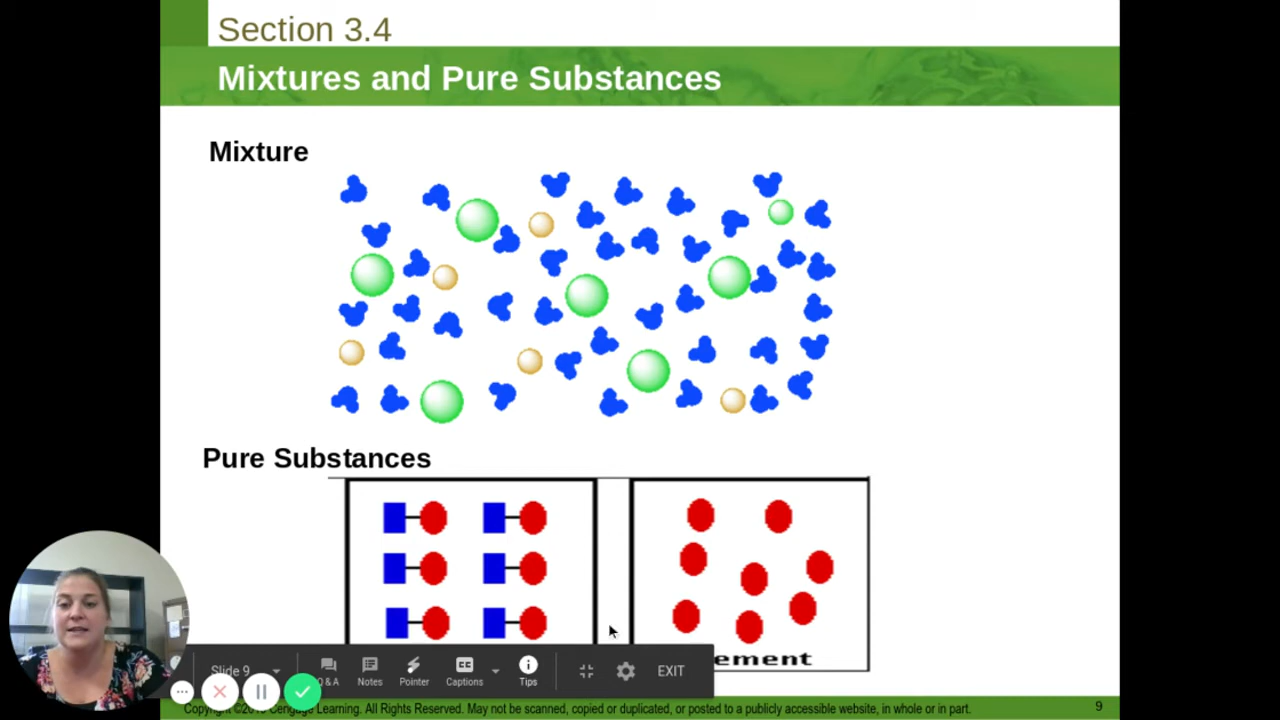 Section 3.4
Mixtures and Pure Substances
Mixture
Pure Substances
ement
Slide 9
Q & A
Notes
Pointer
Captions
Tips
EXIT
Copyright Cengage Learning. All Rights Reserved. May not be scanned, copied or duplicated, or posted to a publicly accessible website, in whole or in part.
9